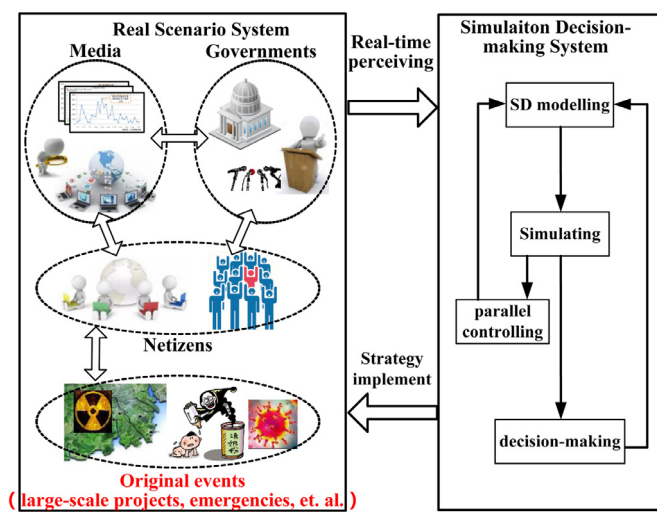 Real Scenario System
Media
Governments
Netizens
Original events
( large-scale projects, emergencies, et. al. )
Real-time
perceiving
Strategy
implement
Simulaiton Decision-
making System
SD modelling
Simulating
parallel
controlling
decision-making